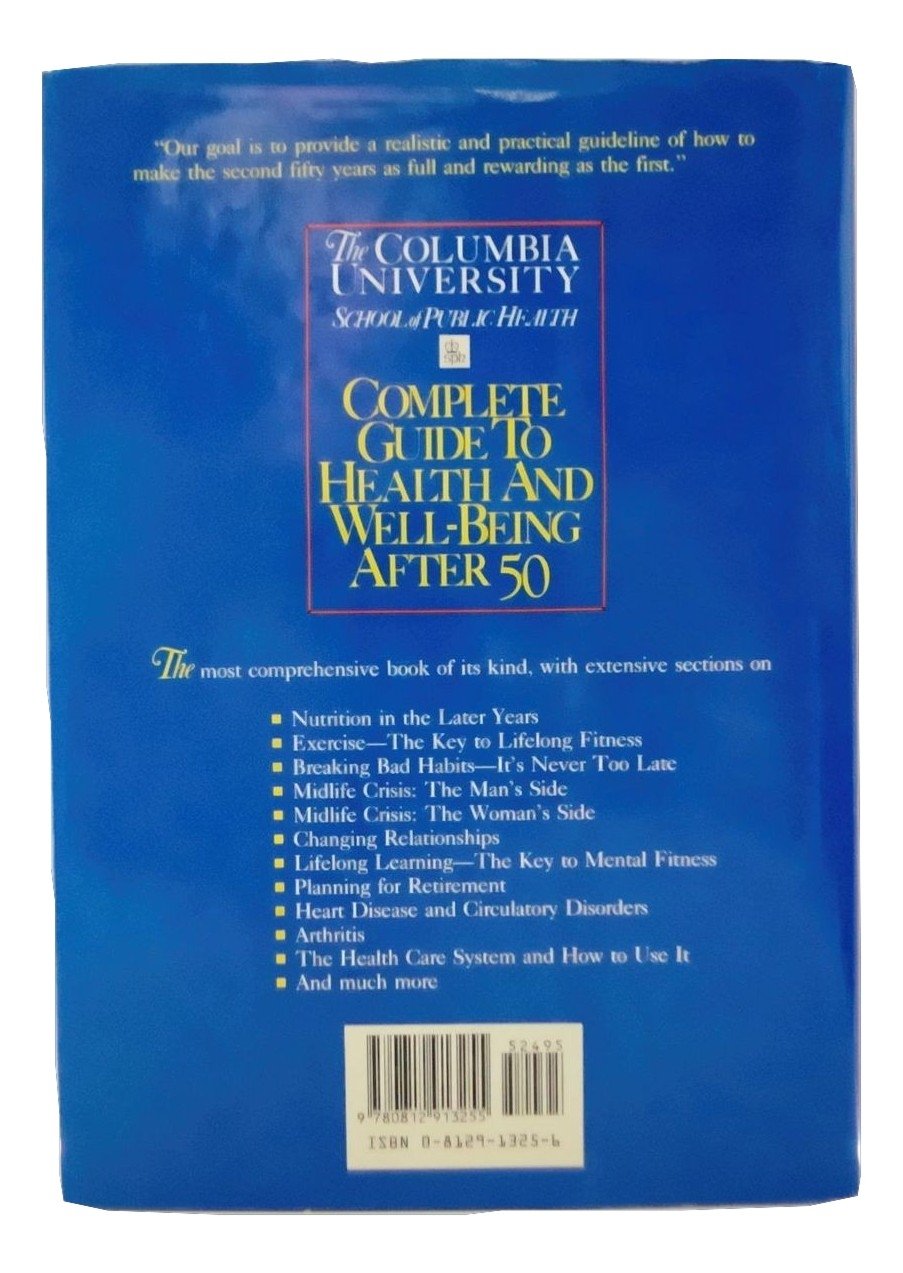 "Our goal is to provide a realistic and practical guideline of how to
make the second fifty years as full and rewarding as the first."
The COLUMBIA
UNIVERSITY
SCHOOL of PUBLIC HEALTH
sph
COMPLETE
GUIDE TO
HEALTH AND
WELL-BEING
AFTER 50
The most comprehensive book of its kind, with extensive sections on
■ Nutrition in the Later Years
■ Exercise—The Key to Lifelong Fitness
■ Breaking Bad Habits—It's Never Too Late
■ Midlife Crisis: The Man's Side
■ Midlife Crisis: The Woman's Side
■ Changing Relationships
■ Lifelong Learning—The Key to Mental Fitness
■ Planning for Retirement
■ Heart Disease and Circulatory Disorders
■ Arthritis
■ The Health Care System and How to Use It
■ And much more
52495
9 780812 913255
ISBN 0-8129-1325-6